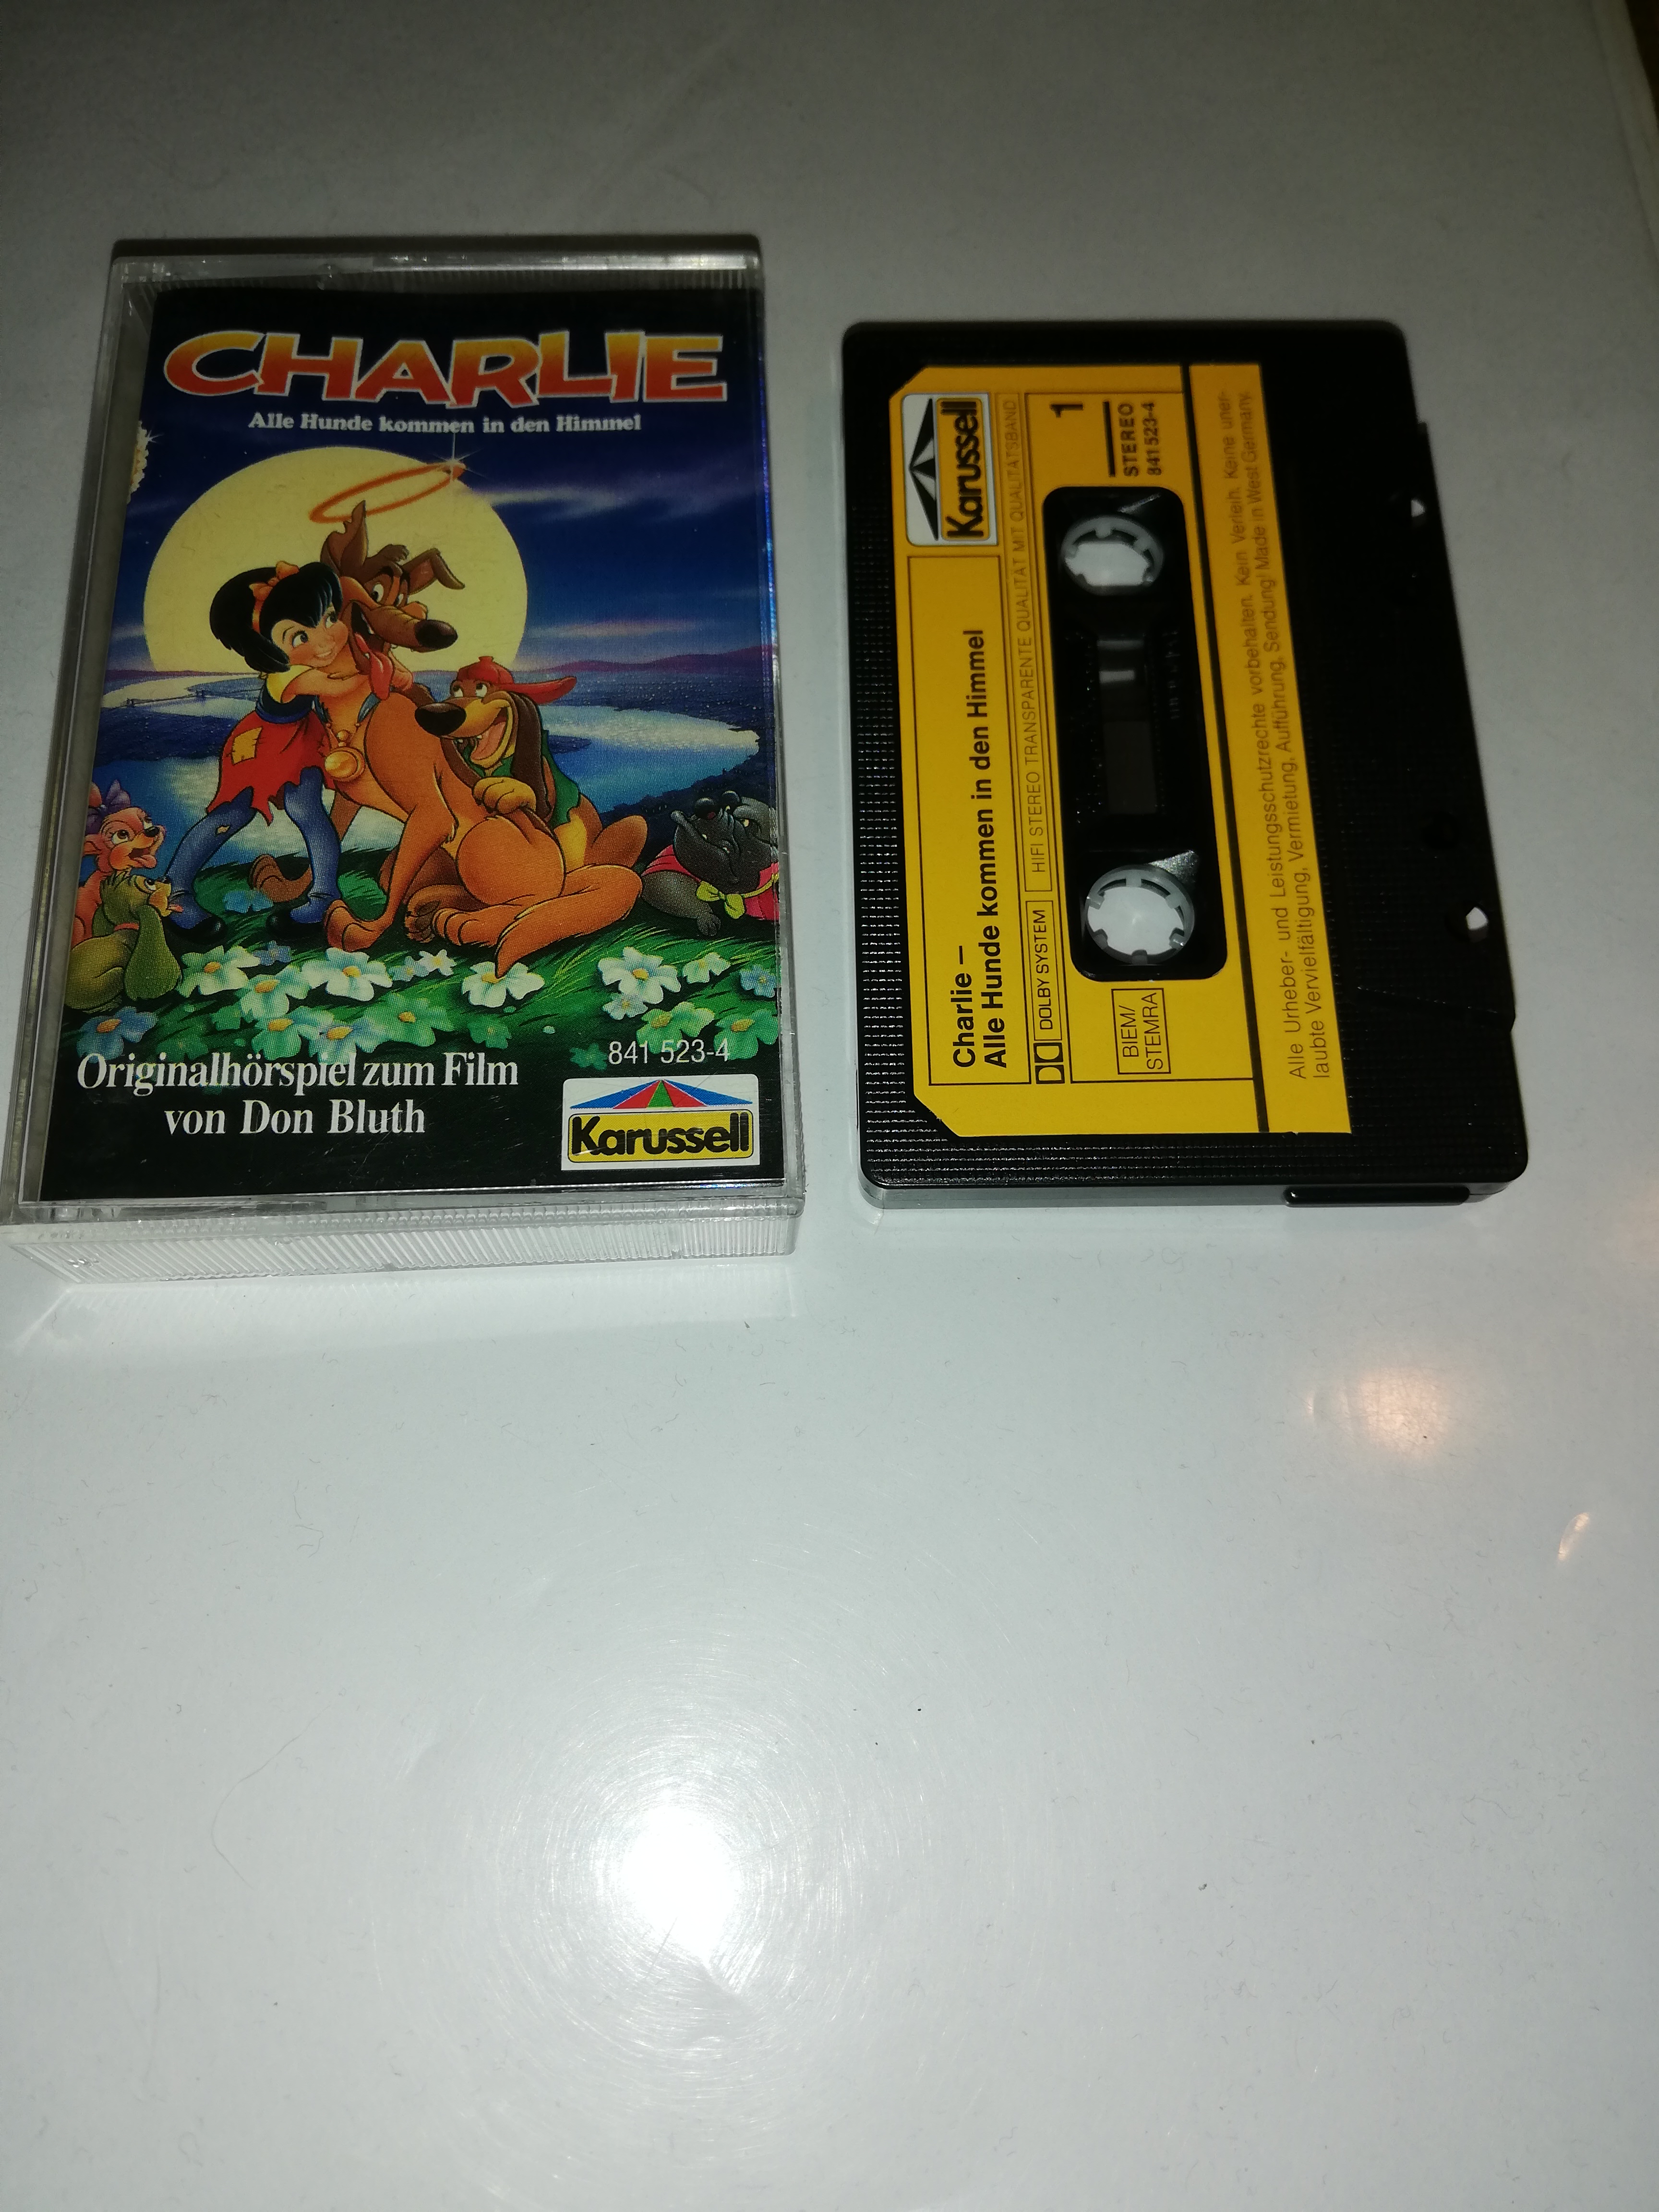 CHARLIE
Alle Hunde kommen in den Himmel
Originalhörspiel zum Film
von Don Bluth
841 523-4
Karussell
Karussell
Charlie –
Alle Hunde kommen in den Himmel
DOLBY SYSTEM
HIFI STEREO TRANSPARENTE QUALITÄT MIT QUALITÄTSBAND
1
STEREO
841 523-4
BIEM/
STEMRA
Alle Urheber- und Leistungsschutzrechte vorbehalten. Kein Verleih. Keine uner-
laubte Vervielfältigung, Vermietung, Aufführung, Sendung! Made in West Germany.